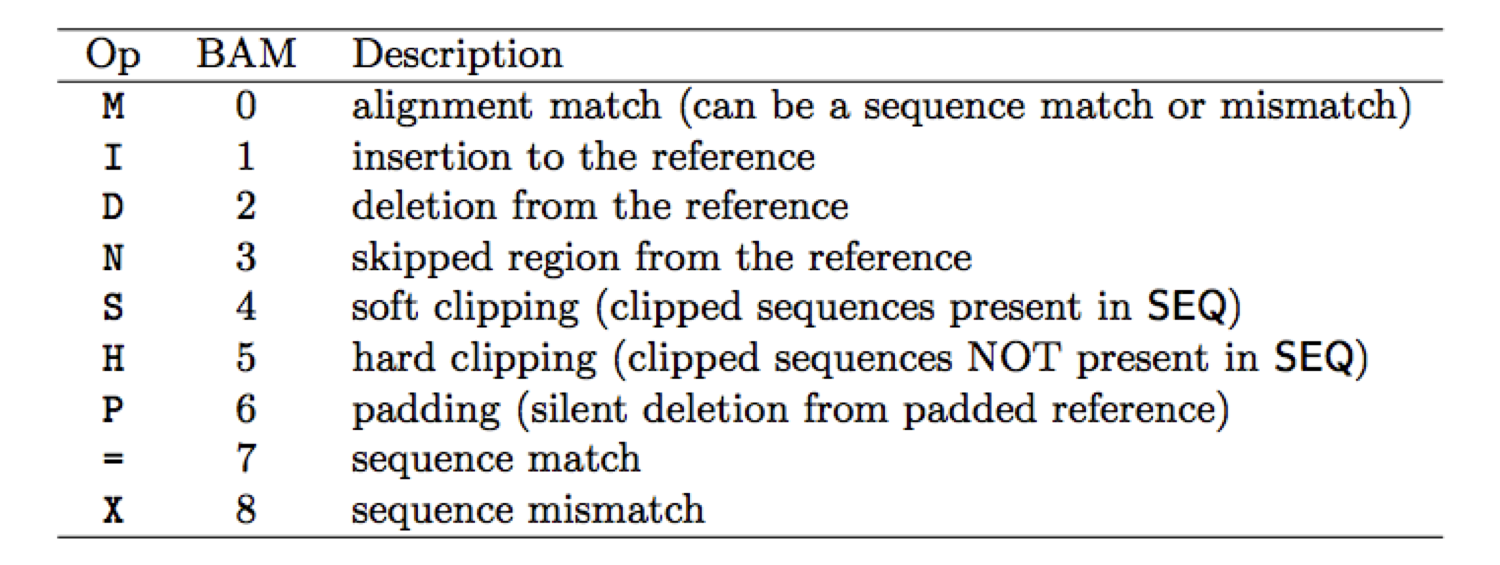 Op BAM Description
M 0 alignment match (can be a sequence match or mismatch)
I 1 insertion to the reference
D 2 deletion from the reference
N 3 skipped region from the reference
S 4 soft clipping (clipped sequences present in SEQ)
H 5 hard clipping (clipped sequences NOT present in SEQ)
P 6 padding (silent deletion from padded reference)
= 7 sequence match
X 8 sequence mismatch